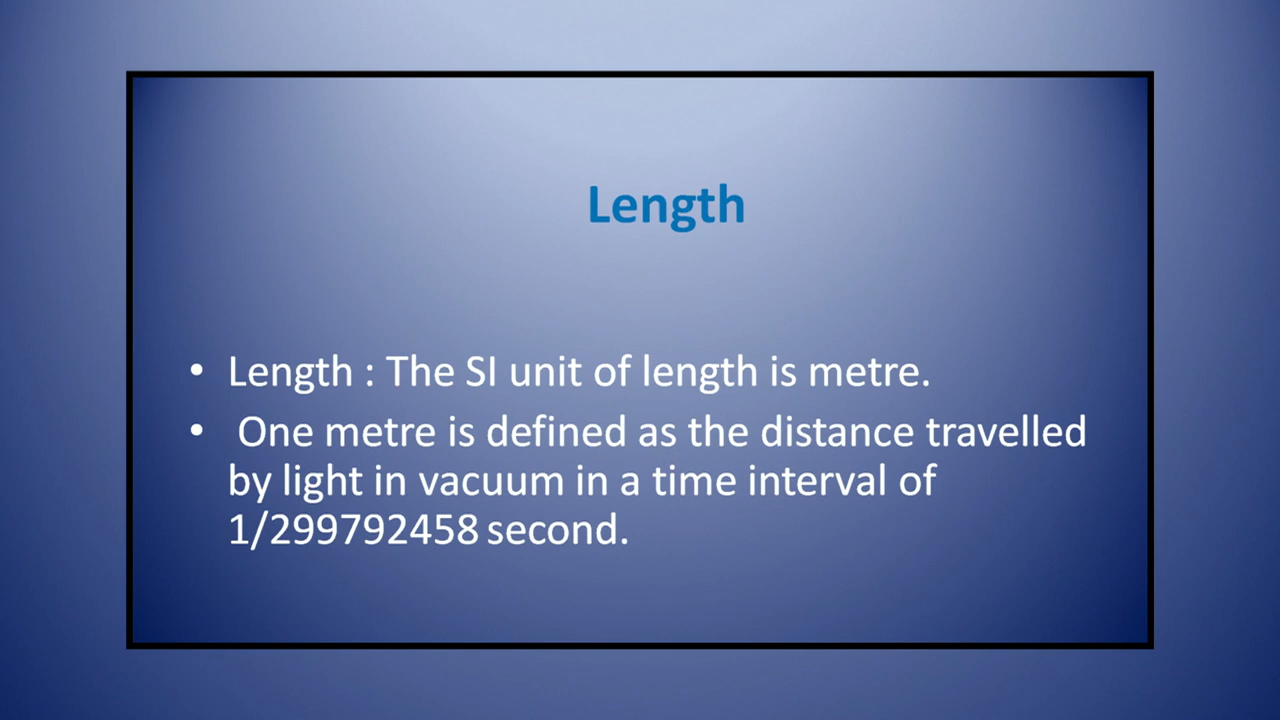 Length
• Length : The SI unit of length is metre.
• One metre is defined as the distance travelled
by light in vacuum in a time interval of
1/299792458 second.